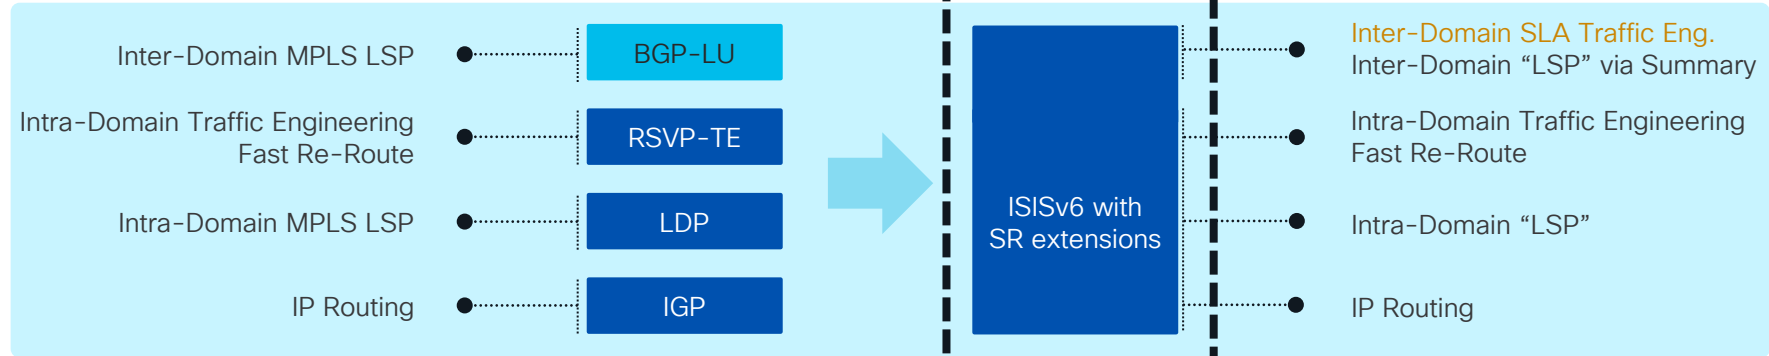 Inter-Domain MPLS LSP
BGP-LU
Intra-Domain Traffic Engineering
Fast Re-Route
RSVP-TE
Intra-Domain MPLS LSP
LDP
IP Routing
IGP
ISISv6 with
SR extensions
Inter-Domain SLA Traffic Eng.
Inter-Domain “LSP” via Summary
Intra-Domain Traffic Engineering
Fast Re-Route
Intra-Domain “LSP”
IP Routing